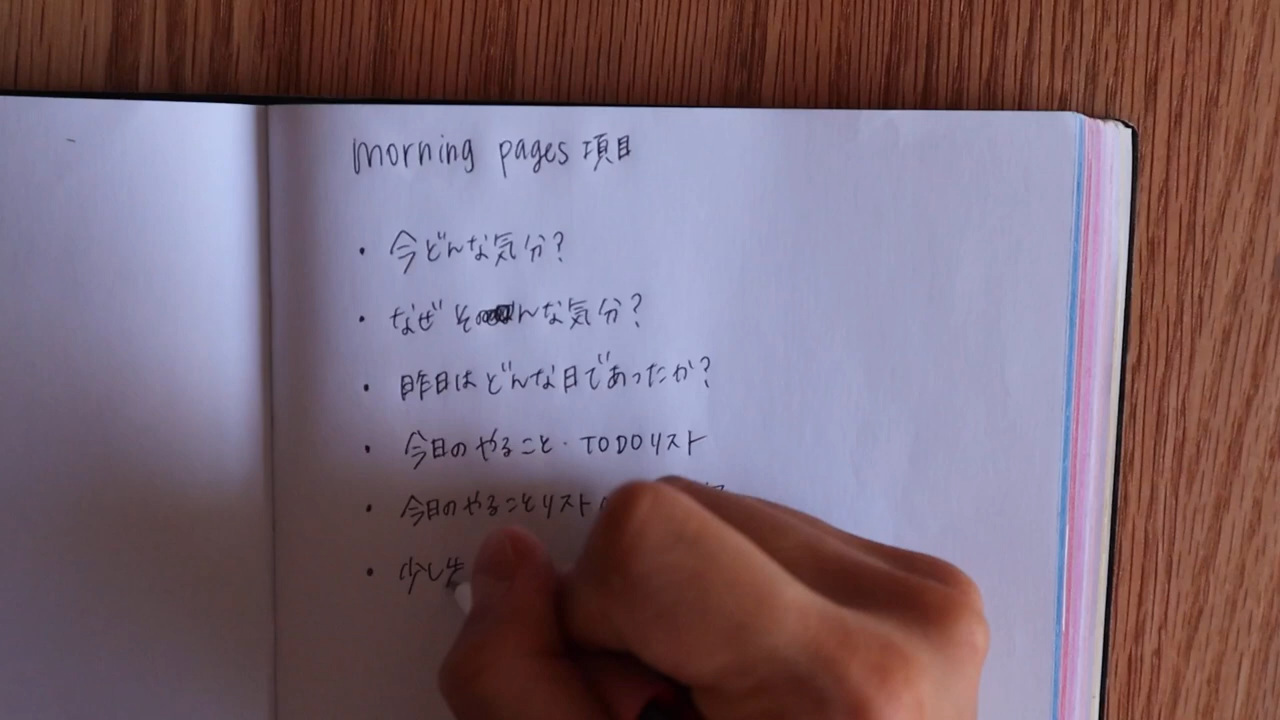 morning pages 項目
・今どんな気分?
・なぜ そんな気分?
・昨日は どんな日であったか?
・今日の やること・TODOリスト
・今日の やることリスト
・少し